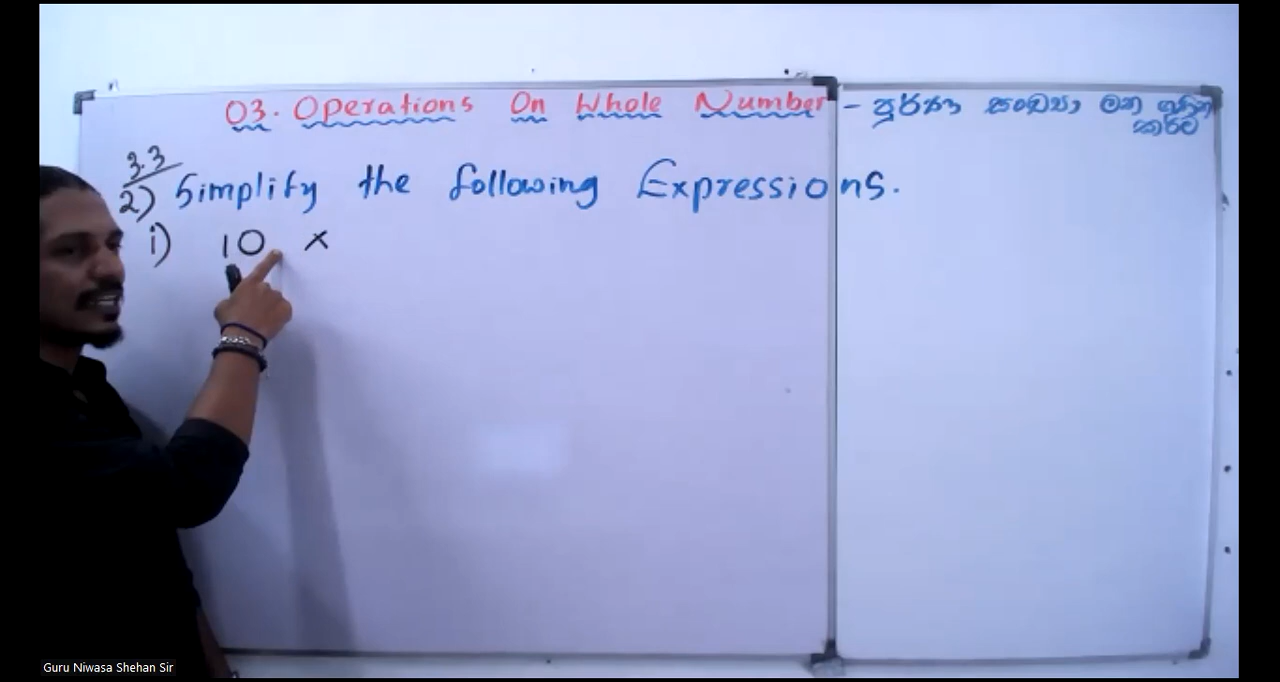 03. Operations On Whole Number - පූර්ණ සංඛ්‍යා මත ගණිත
කර්ම
3.3
2) Simplify the following Expressions.
i) 10 ×
Guru Niwasa Shehan Sir